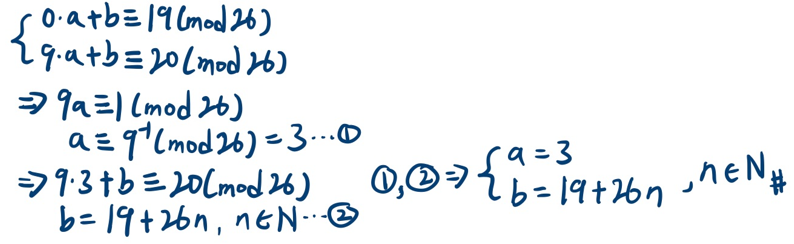 { 0·a+b≡19(mod 26)
9·a+b≡20(mod 26)
⇒ 9a≡1(mod 26)
a≡9⁻¹(mod 26)=3…①
⇒ 9·3+b≡20(mod 26)
b=19+26n, n∈N…②
①,② ⇒ { a=3
b=19+26n , n∈N #